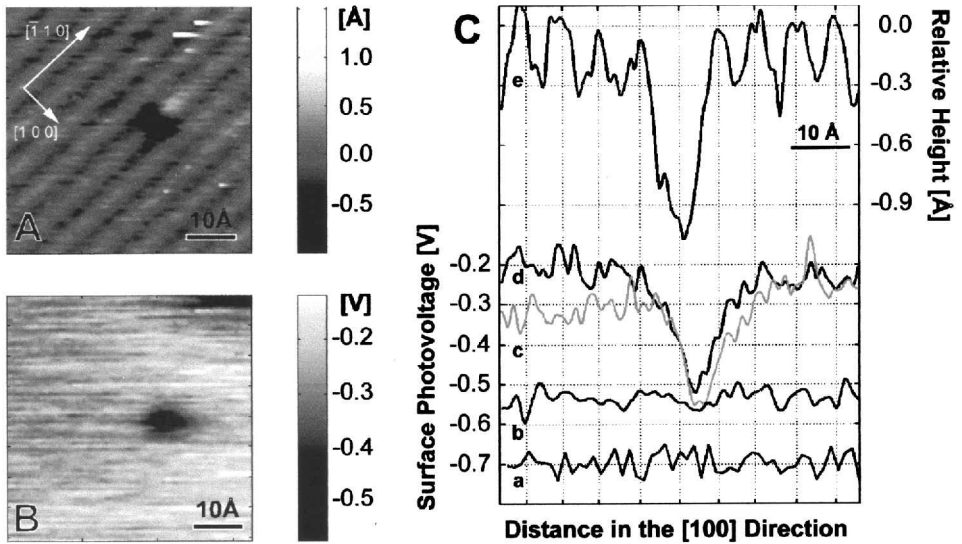 [1̄ 1 0]
[1 0 0]
A
10Å
[Å]
1.0
0.5
0.0
-0.5
B
10Å
[V]
-0.2
-0.3
-0.4
-0.5
C
e
10 Å
0.0
-0.3
-0.6
-0.9
Relative Height [Å]
Surface Photovoltage [V]
-0.2
-0.3
-0.4
-0.5
-0.6
-0.7
d
c
b
a
Distance in the [100] Direction